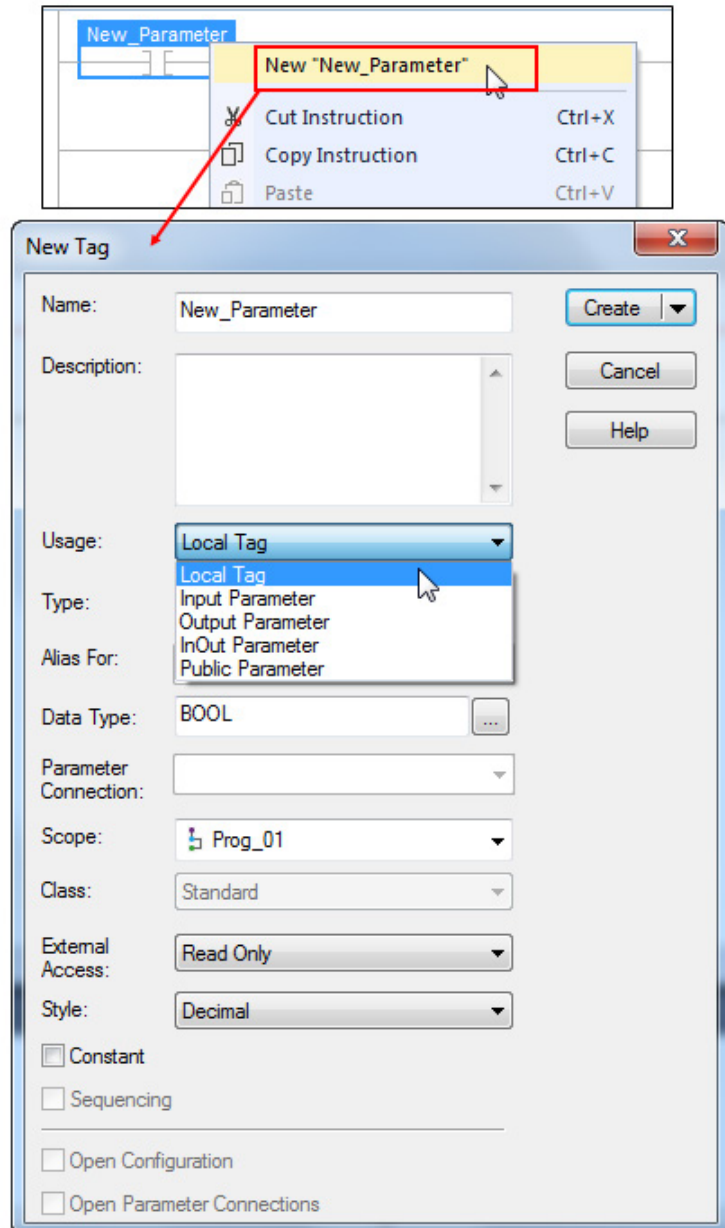 New_Parameter
New "New_Parameter"
Cut Instruction Ctrl+X
Copy Instruction Ctrl+C
Paste Ctrl+V
New Tag
Name: New_Parameter Create
Description: Cancel
Help
Usage: Local Tag
Local Tag
Input Parameter
Type:
Output Parameter
InOut Parameter
Alias For:
Public Parameter
Data Type: BOOL ...
Parameter
Connection:
Scope: Prog_01
Class: Standard
External
Access: Read Only
Style: Decimal
Constant
Sequencing
Open Configuration
Open Parameter Connections